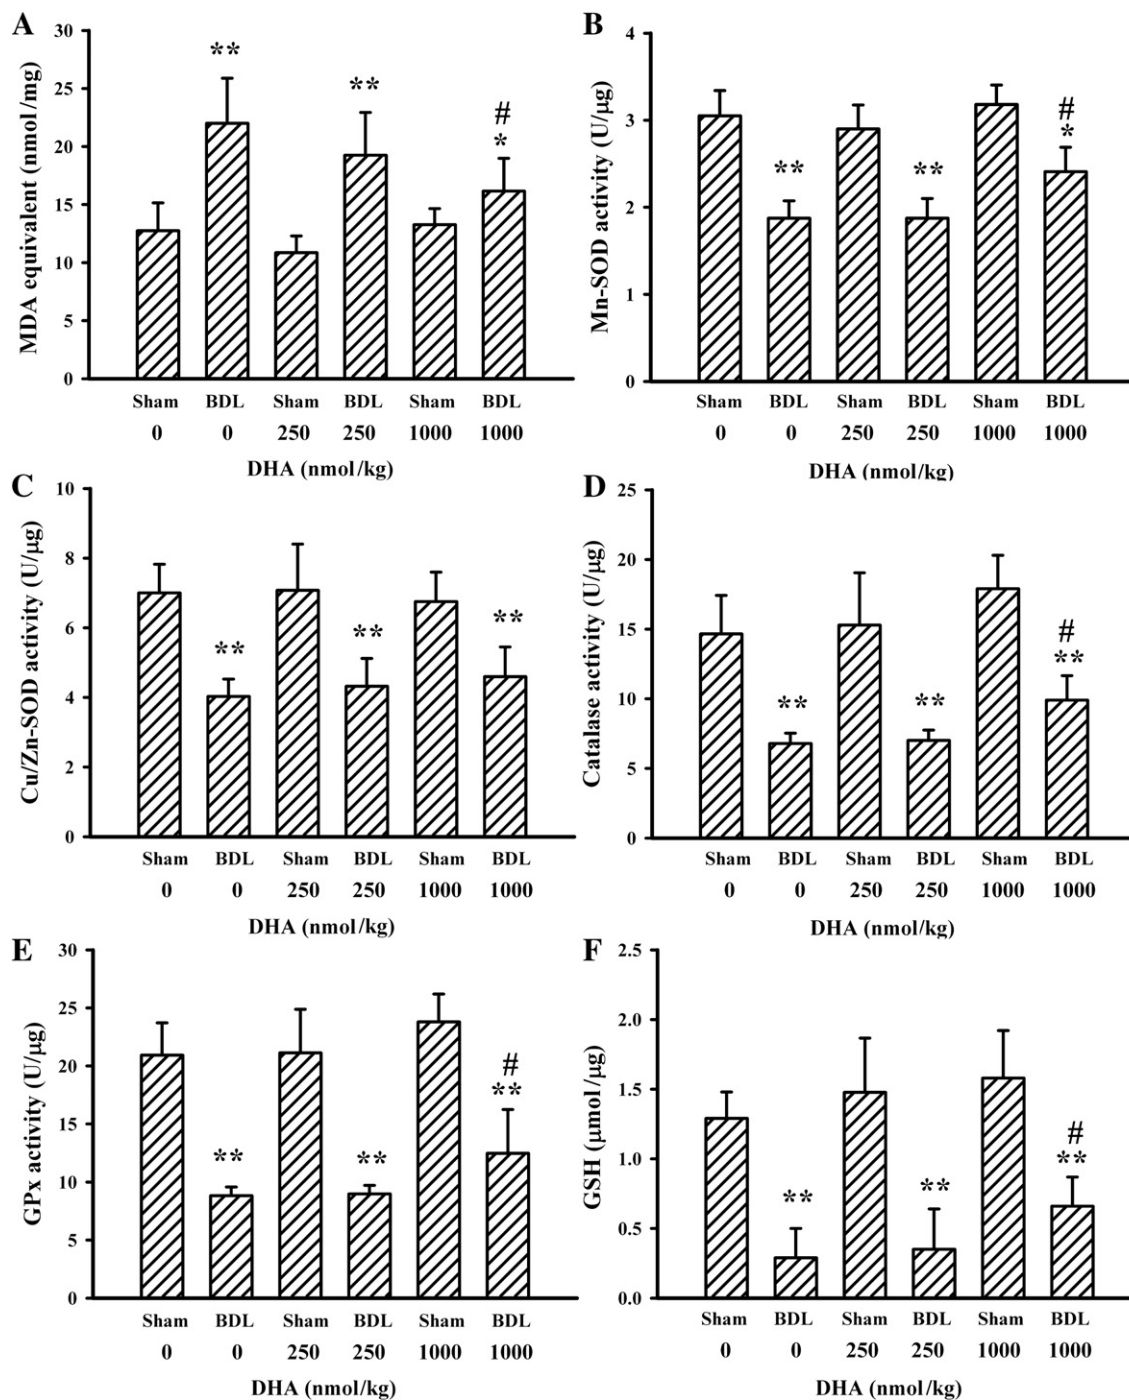 A
MDA equivalent (nmol/mg)
30
25
20
15
10
5
0
** ** # *
Sham BDL Sham BDL Sham BDL
0 0 250 250 1000 1000
DHA (nmol/kg)
B
Mn-SOD activity (U/µg)
4
3
2
1
0
** ** # *
Sham BDL Sham BDL Sham BDL
0 0 250 250 1000 1000
DHA (nmol/kg)
C
Cu/Zn-SOD activity (U/µg)
10
8
6
4
2
0
** ** **
Sham BDL Sham BDL Sham BDL
0 0 250 250 1000 1000
DHA (nmol/kg)
D
Catalase activity (U/µg)
25
20
15
10
5
0
** ** # **
Sham BDL Sham BDL Sham BDL
0 0 250 250 1000 1000
DHA (nmol/kg)
E
GPx activity (U/µg)
30
25
20
15
10
5
0
** ** # **
Sham BDL Sham BDL Sham BDL
0 0 250 250 1000 1000
DHA (nmol/kg)
F
GSH (µmol/µg)
2.5
2.0
1.5
1.0
0.5
0.0
** ** # **
Sham BDL Sham BDL Sham BDL
0 0 250 250 1000 1000
DHA (nmol/kg)